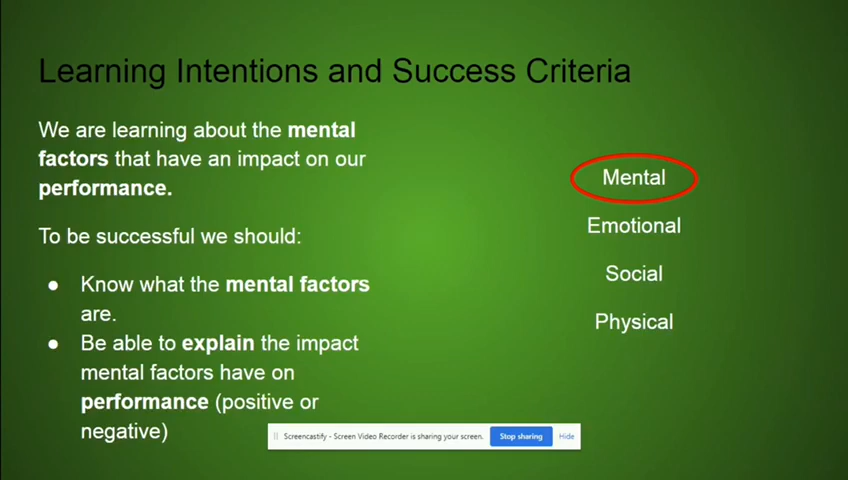 Learning Intentions and Success Criteria
We are learning about the mental
factors that have an impact on our
performance.
To be successful we should:
● Know what the mental factors
are.
● Be able to explain the impact
mental factors have on
performance (positive or
negative)
Mental
Emotional
Social
Physical
Screencastify - Screen Video Recorder is sharing your screen. Stop sharing Hide